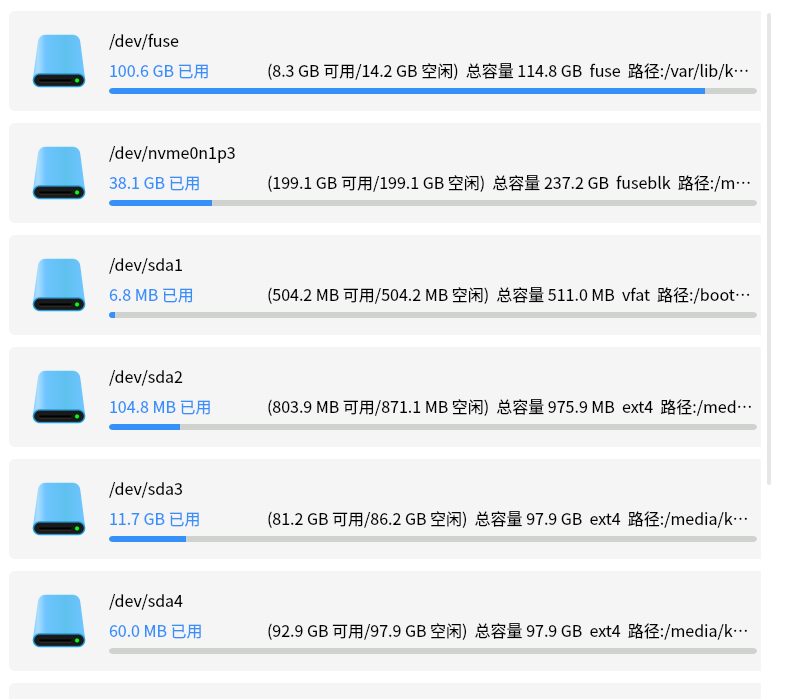 /dev/fuse
100.6 GB 已用 (8.3 GB 可用/14.2 GB 空闲) 总容量 114.8 GB fuse 路径:/var/lib/k···
/dev/nvme0n1p3
38.1 GB 已用 (199.1 GB 可用/199.1 GB 空闲) 总容量 237.2 GB fuseblk 路径:/m···
/dev/sda1
6.8 MB 已用 (504.2 MB 可用/504.2 MB 空闲) 总容量 511.0 MB vfat 路径:/boot···
/dev/sda2
104.8 MB 已用 (803.9 MB 可用/871.1 MB 空闲) 总容量 975.9 MB ext4 路径:/med···
/dev/sda3
11.7 GB 已用 (81.2 GB 可用/86.2 GB 空闲) 总容量 97.9 GB ext4 路径:/media/k···
/dev/sda4
60.0 MB 已用 (92.9 GB 可用/97.9 GB 空闲) 总容量 97.9 GB ext4 路径:/media/k···